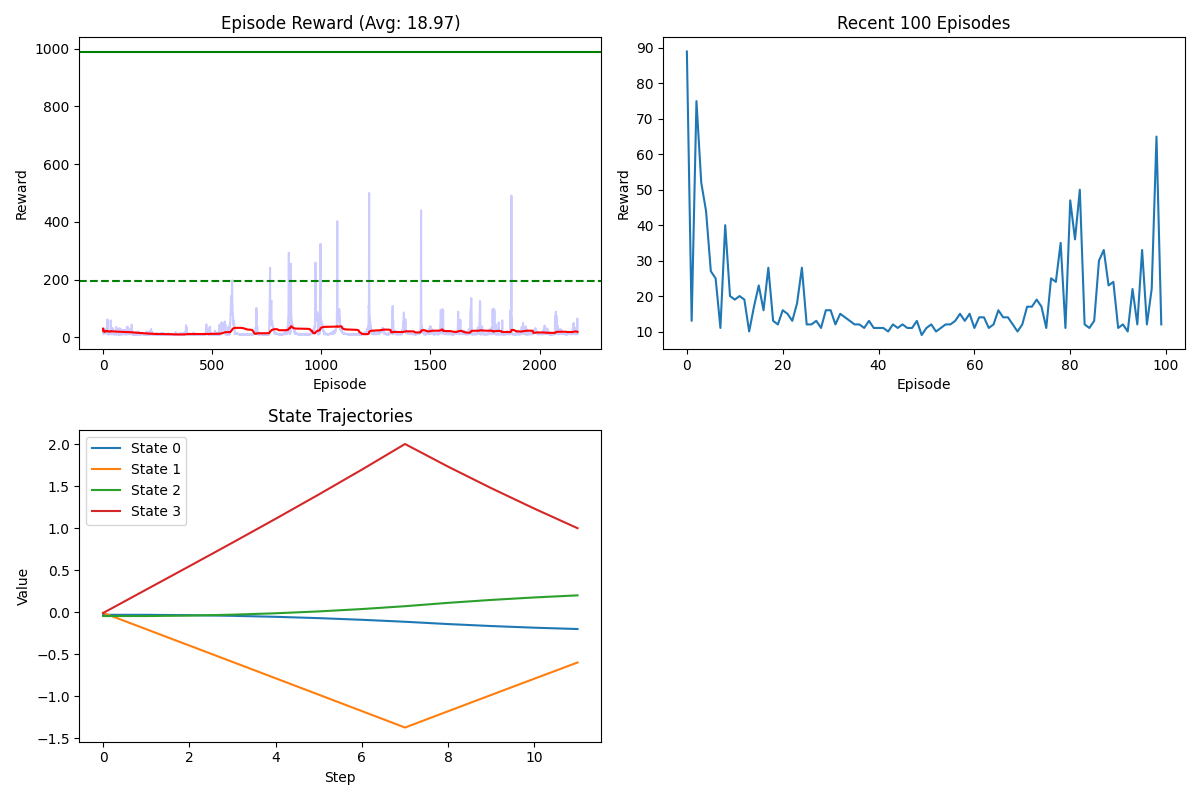 Episode Reward (Avg: 18.97)
Reward
1000
800
600
400
200
0
0 500 1000 1500 2000
Episode
Recent 100 Episodes
Reward
90
80
70
60
50
40
30
20
10
0 20 40 60 80 100
Episode
State Trajectories
Value
2.0
1.5
1.0
0.5
0.0
−0.5
−1.0
−1.5
State 0
State 1
State 2
State 3
0 2 4 6 8 10
Step